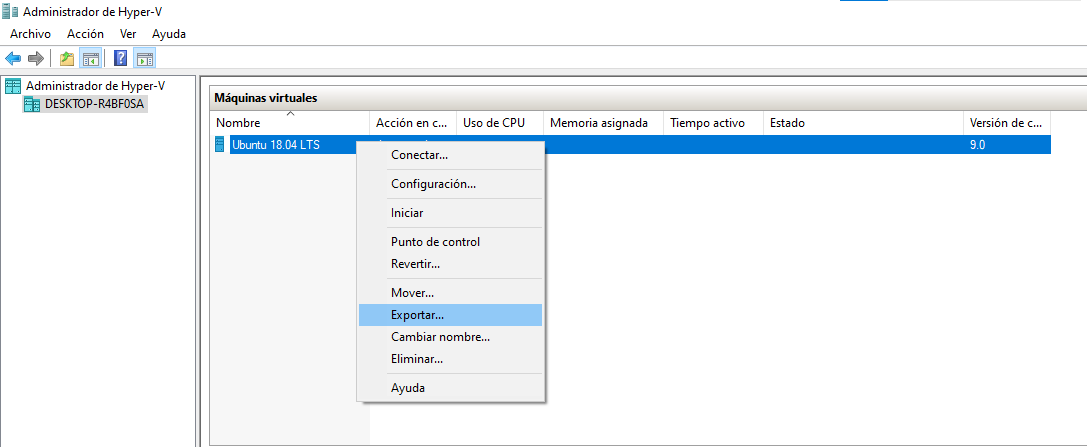 Administrador de Hyper-V
Archivo Acción Ver Ayuda
Administrador de Hyper-V
DESKTOP-R4BF0SA
Máquinas virtuales
Nombre Acción en c... Uso de CPU Memoria asignada Tiempo activo Estado Versión de c...
Ubuntu 18.04 LTS 9.0
Conectar...
Configuración...
Iniciar
Punto de control
Revertir...
Mover...
Exportar...
Cambiar nombre...
Eliminar...
Ayuda